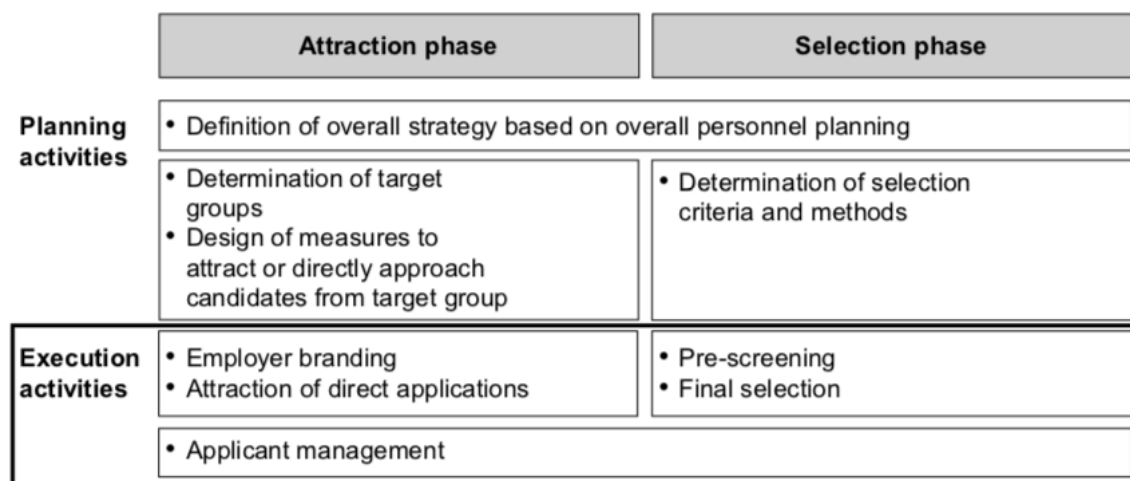 Attraction phase
Selection phase
Planning
activities
• Definition of overall strategy based on overall personnel planning
• Determination of target
groups
• Design of measures to
attract or directly approach
candidates from target group
• Determination of selection
criteria and methods
Execution
activities
• Employer branding
• Attraction of direct applications
• Pre-screening
• Final selection
• Applicant management